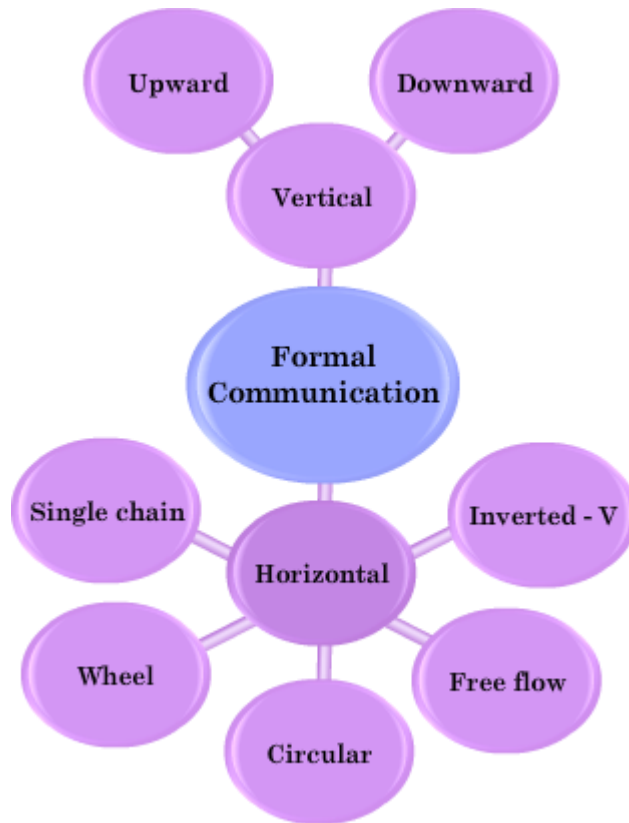 Upward
Downward
Vertical
Formal
Communication
Single chain
Inverted - V
Horizontal
Wheel
Free flow
Circular